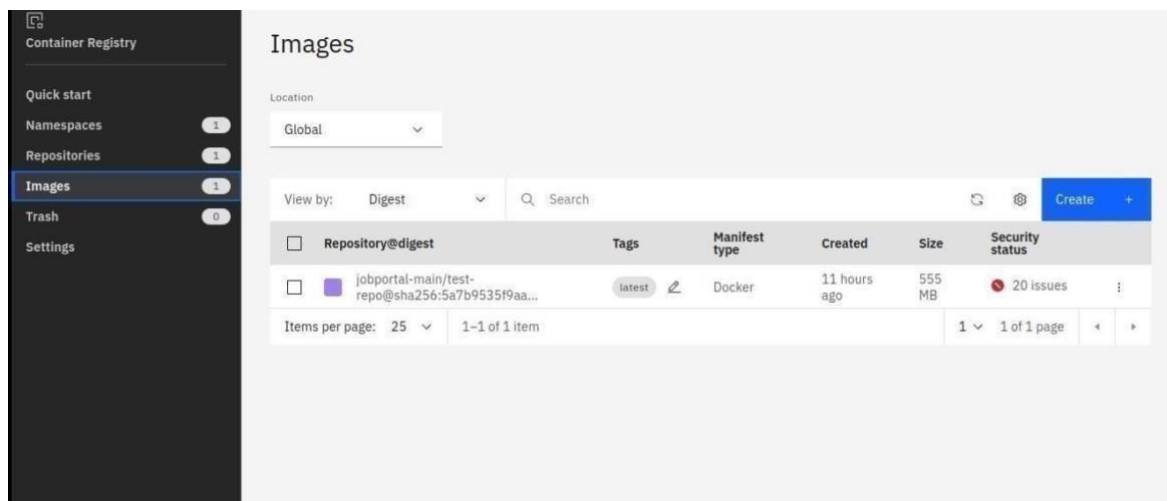 Container Registry
Quick start
Namespaces 1
Repositories 1
Images 1
Trash 0
Settings
Images
Location
Global
View by: Digest Search Create +
Repository@digest Tags Manifest type Created Size Security status
jobportal-main/test-
repo@sha256:5a7b9535f9aa... latest Docker 11 hours ago 555 MB 20 issues
Items per page: 25 1–1 of 1 item 1 1 of 1 page